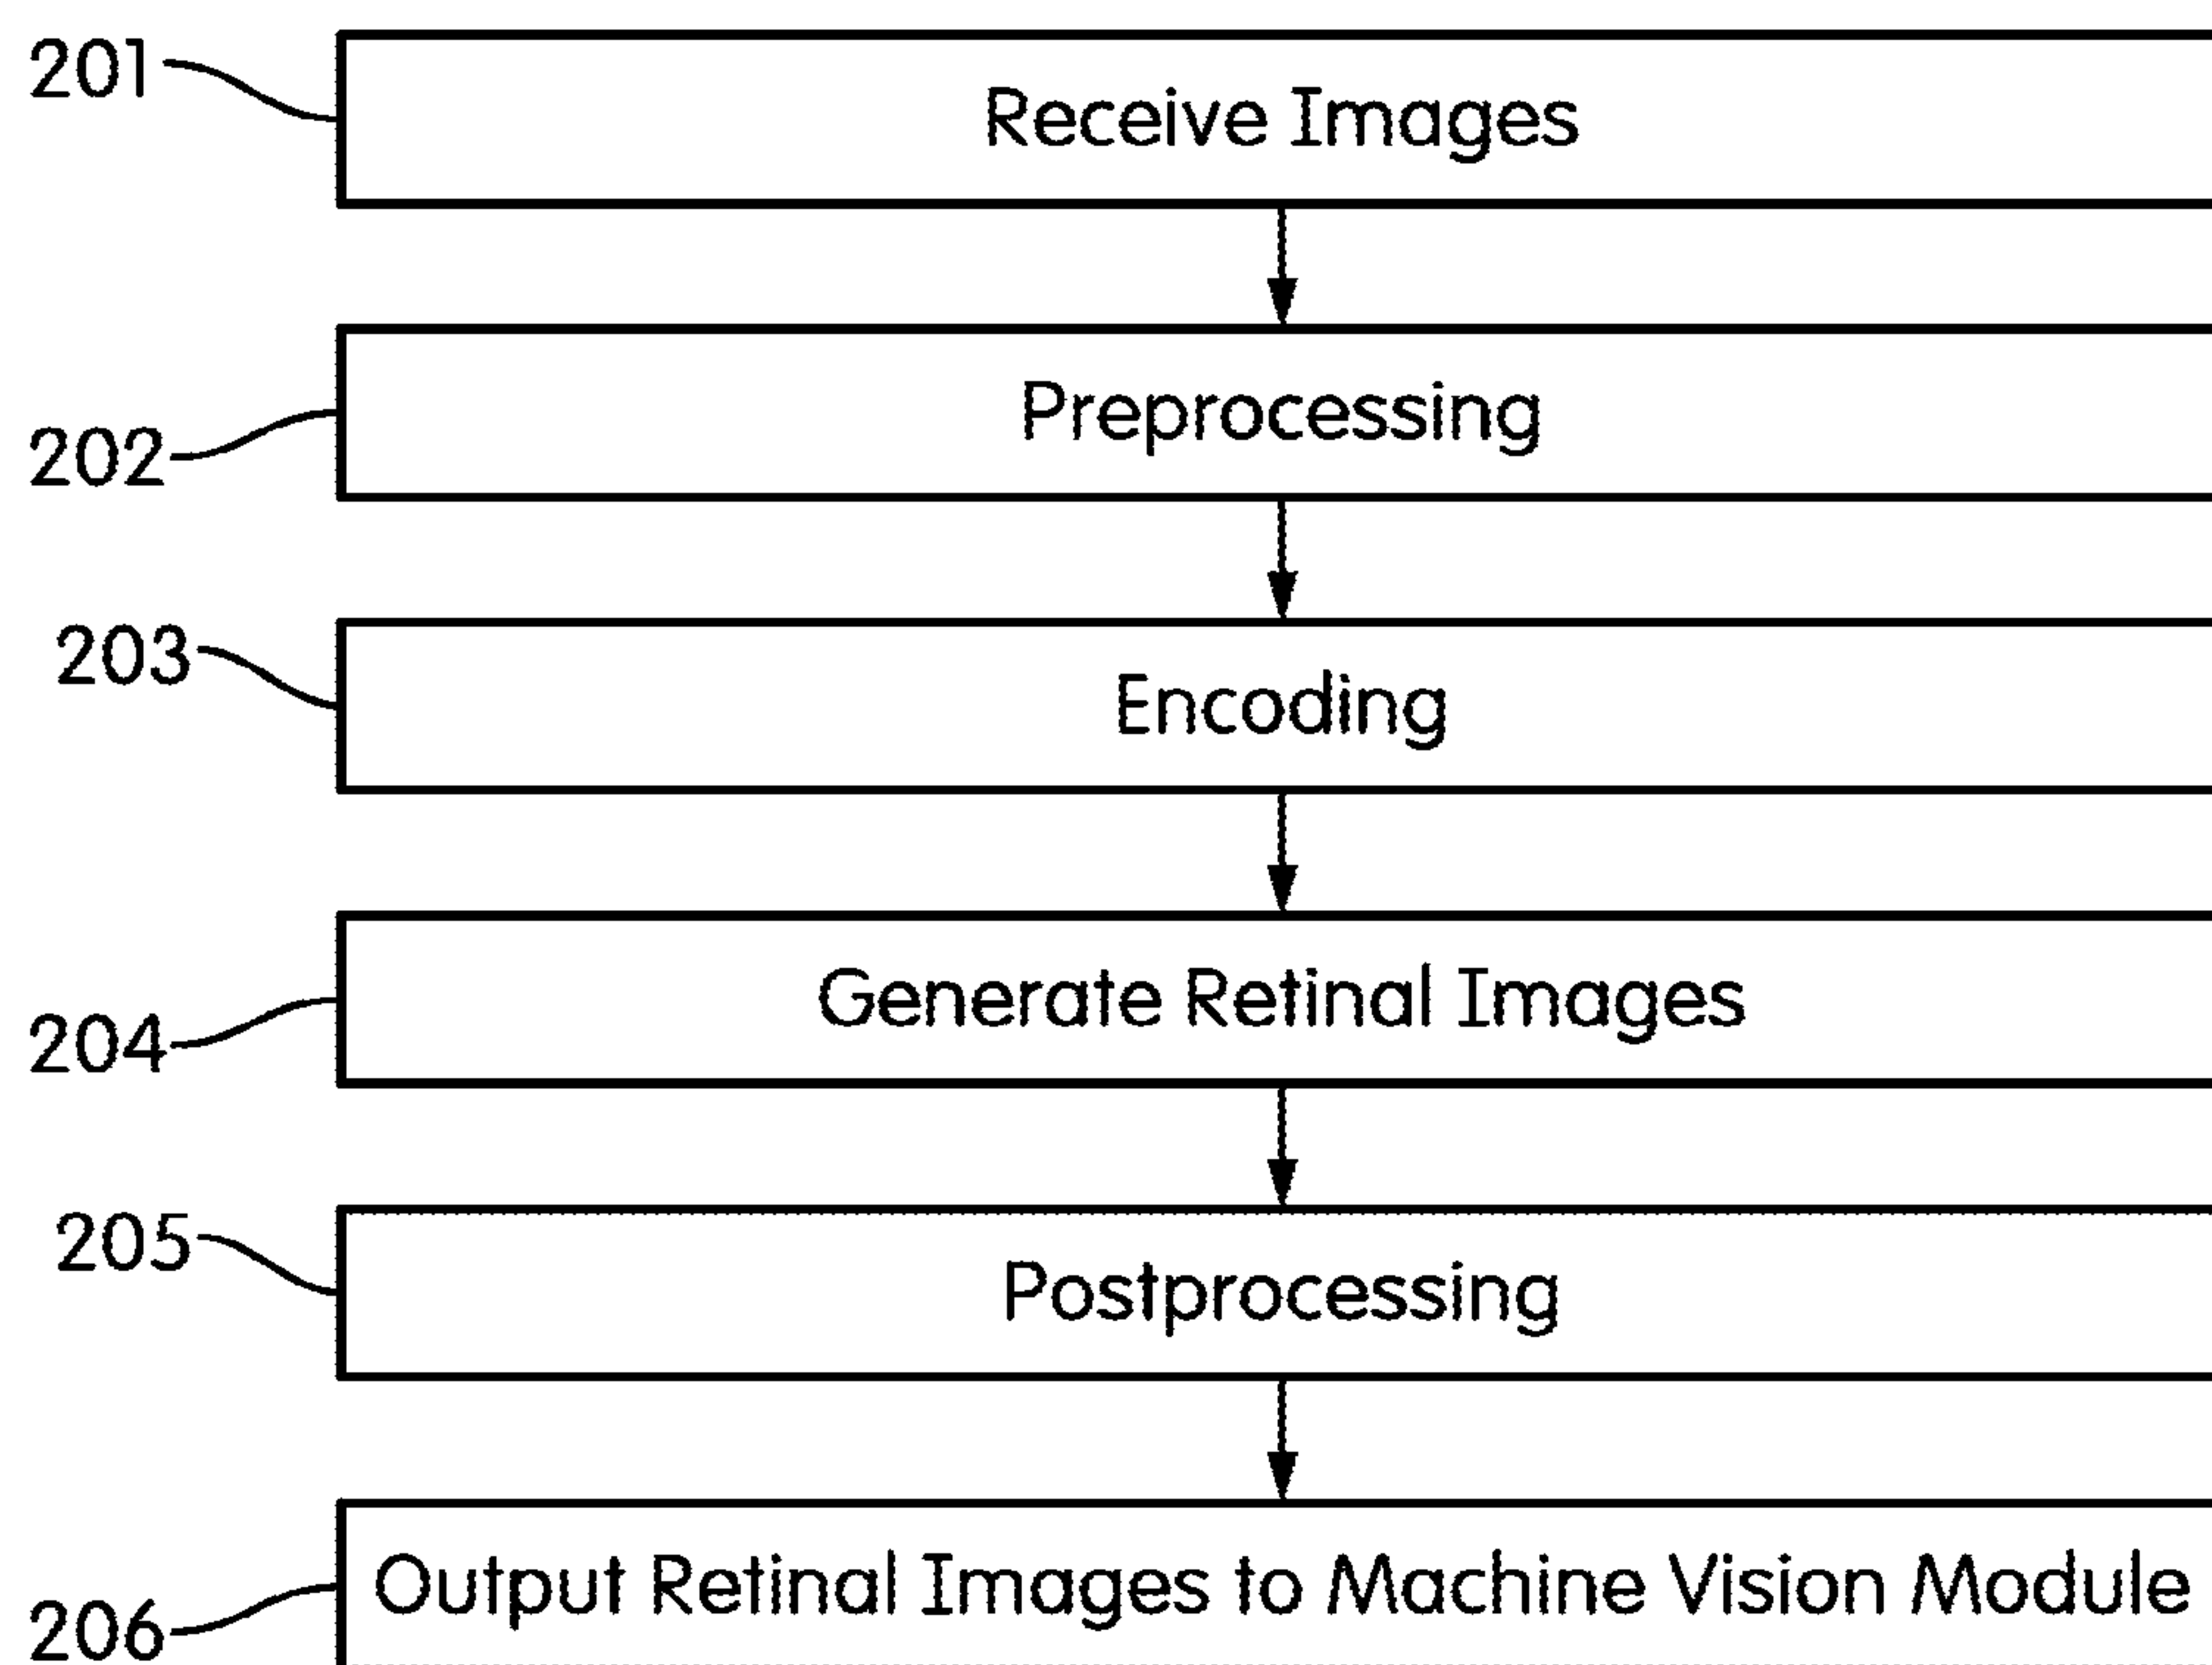 201
Receive Images
202
Preprocessing
203
Encoding
204
Generate Retinal Images
205
Postprocessing
206
Output Retinal Images to Machine Vision Module